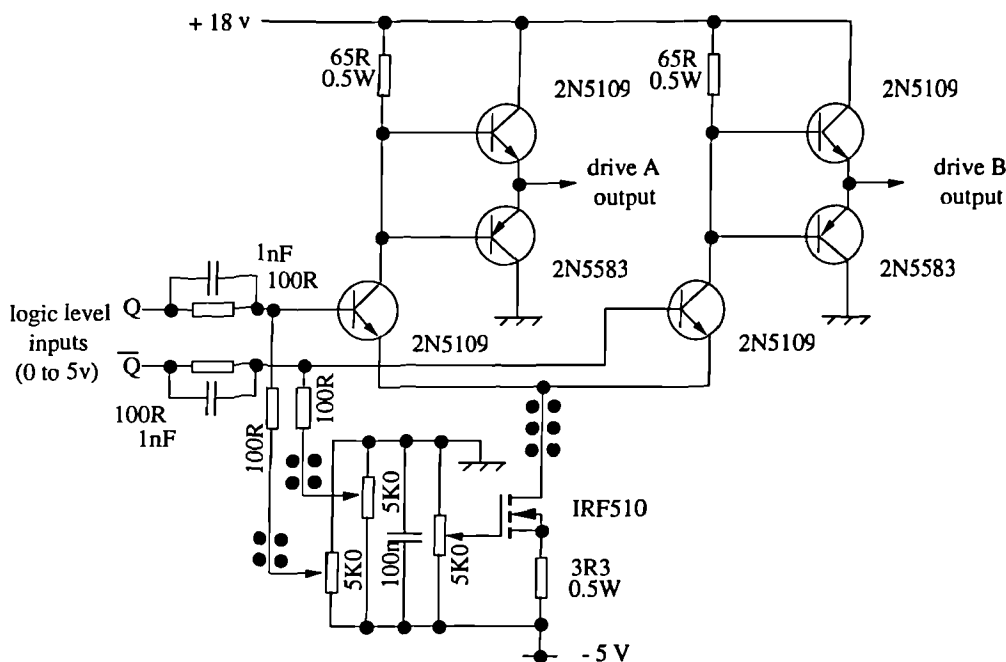 + 18 v
65R
0.5W
65R
0.5W
2N5109
2N5109
drive A
output
drive B
output
1nF
100R
2N5583
2N5583
logic level
inputs
(0 to 5v)
Q
Q̅
2N5109
2N5109
100R
1nF
100R
100R
5K0
5K0
100n
5K0
IRF510
3R3
0.5W
- 5 V